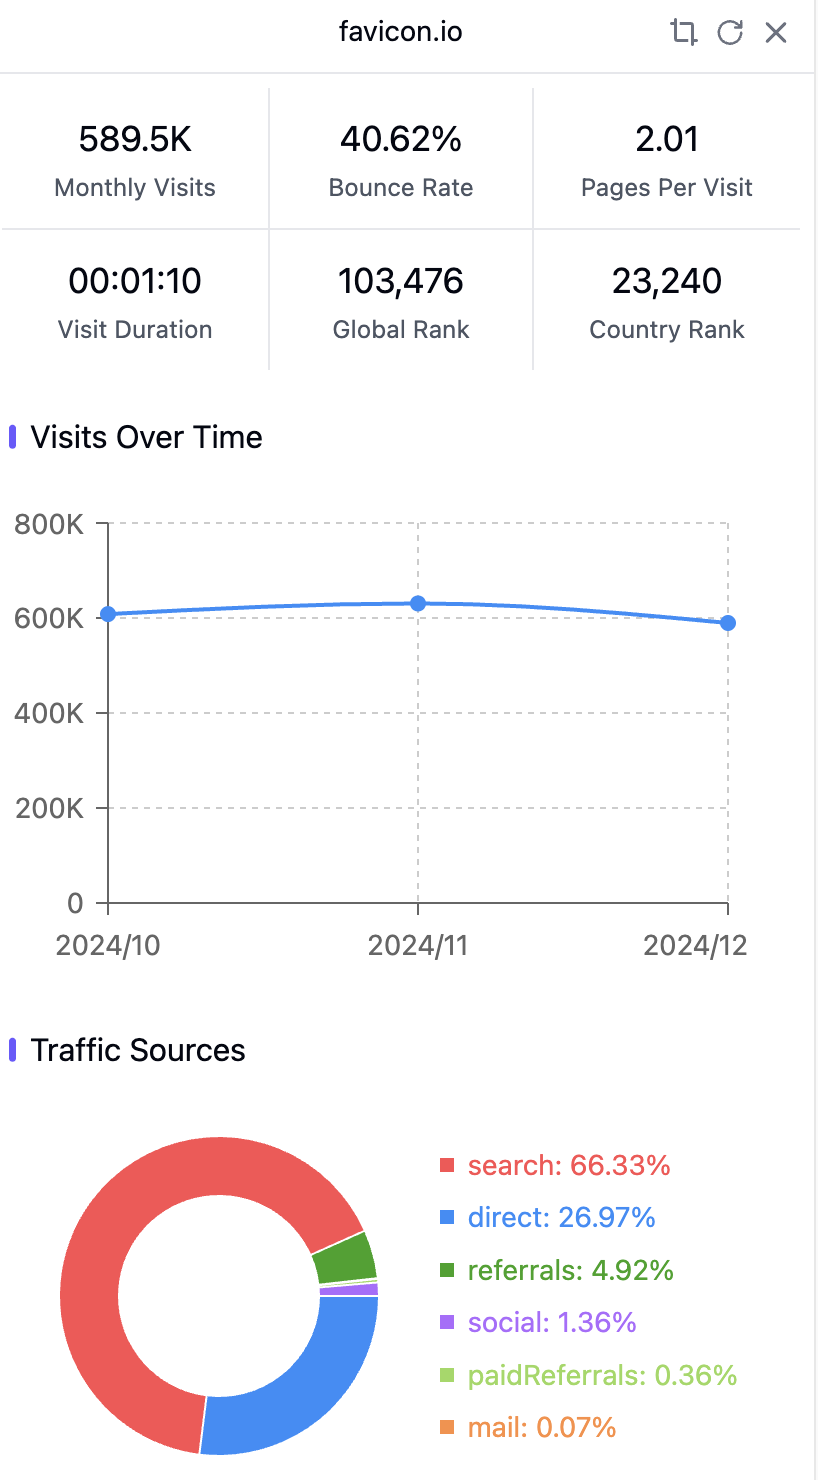 favicon.io
589.5K
Monthly Visits
40.62%
Bounce Rate
2.01
Pages Per Visit
00:01:10
Visit Duration
103,476
Global Rank
23,240
Country Rank
Visits Over Time
800K
600K
400K
200K
0
2024/10
2024/11
2024/12
Traffic Sources
search: 66.33%
direct: 26.97%
referrals: 4.92%
social: 1.36%
paidReferrals: 0.36%
mail: 0.07%